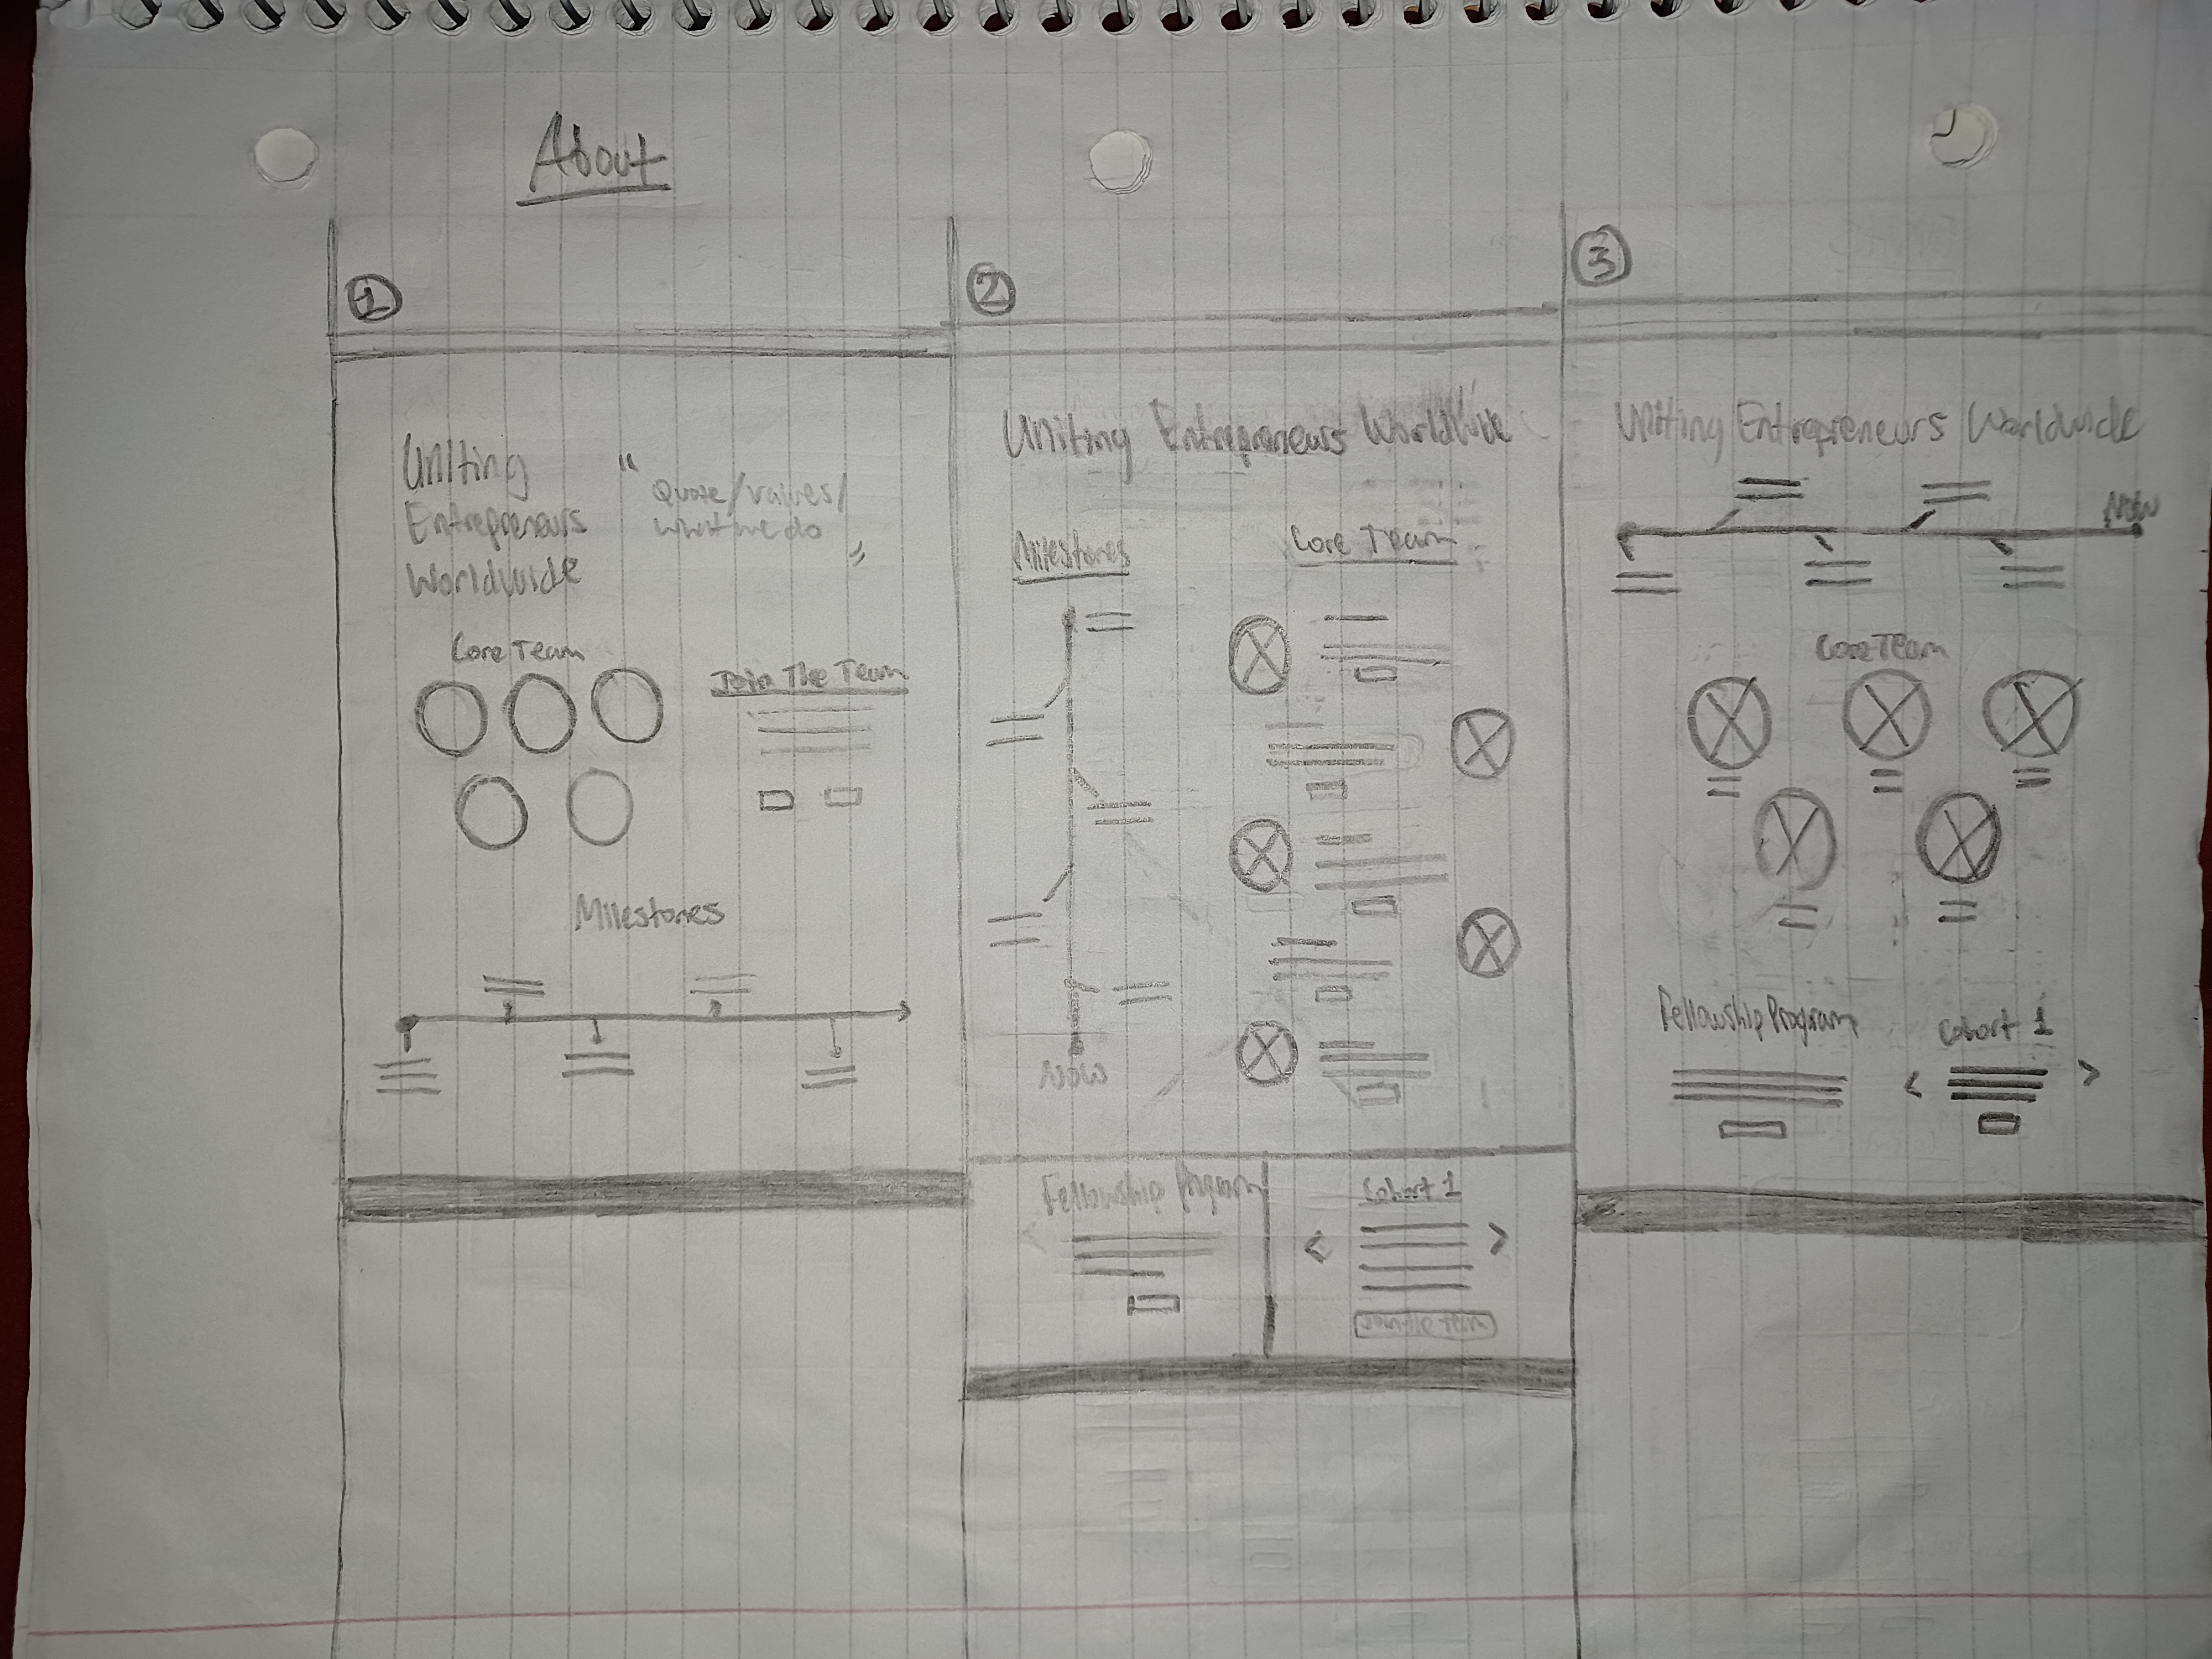 About
1
Uniting
Entrepreneurs
Worldwide
"
Quote/values/
what we do
"
Core Team
Join The Team
Milestones
2
Uniting Entrepreneurs Worldwide
Milestones
Core Team
Now
Fellowship Program
Cohort 1
<
>
Join the Team
3
Uniting Entrepreneurs Worldwide
Now
Core Team
Fellowship Program
Cohort 1
<
>